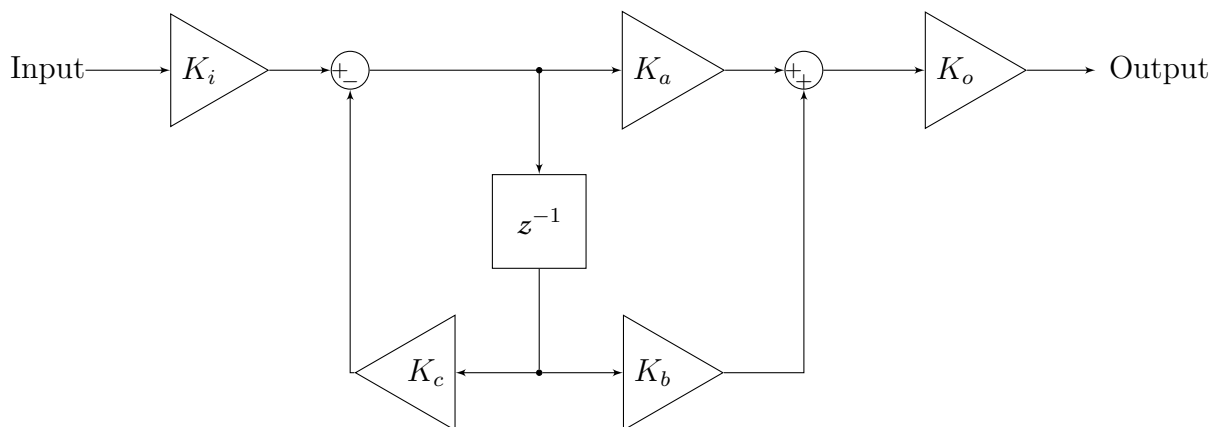 Input K_i + − K_a + + K_o Output
z^{-1}
K_c K_b